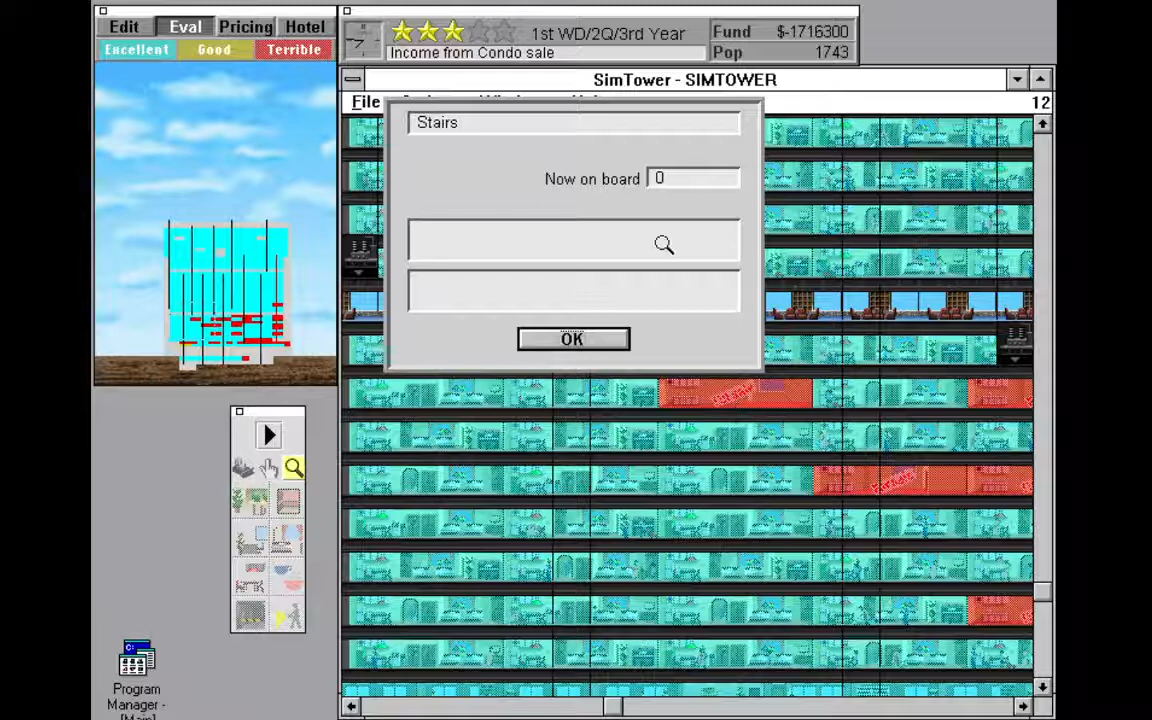 Edit Eval Pricing Hotel
Excellent Good Terrible
1st WD/2Q/3rd Year
Income from Condo sale
Fund $-1716300
Pop 1743
SimTower - SIMTOWER
File
12
Stairs
Now on board 0
OK
Program
Manager -
[Main]